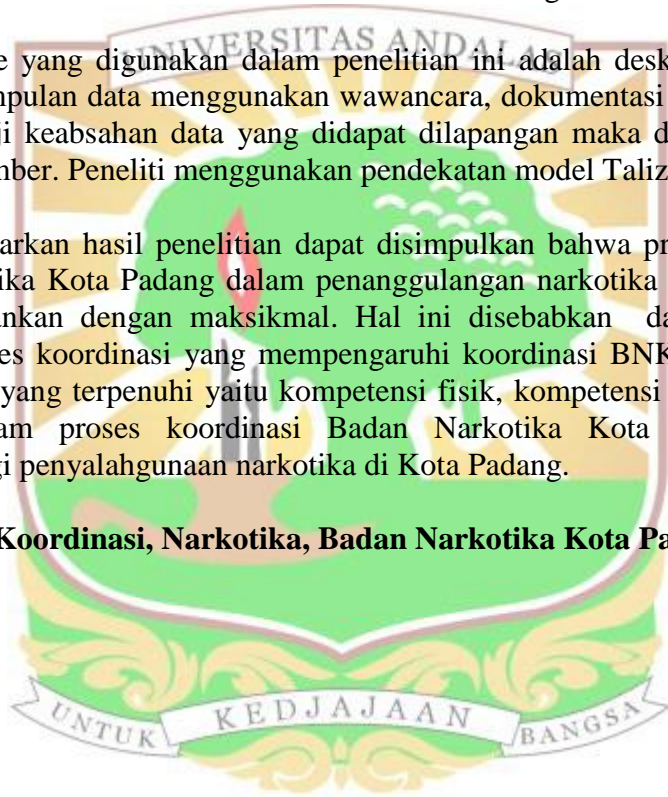 UNIVERSITAS ANDALAS
e yang digunakan dalam penelitian ini adalah desk
mpulan data menggunakan wawancara, dokumentasi
ji keabsahan data yang didapat dilapangan maka d
mber. Peneliti menggunakan pendekatan model Taliz
arkan hasil penelitian dapat disimpulkan bahwa pr
ika Kota Padang dalam penanggulangan narkotika
ankan dengan maksikmal. Hal ini disebabkan da
es koordinasi yang mempengaruhi koordinasi BNK
yang terpenuhi yaitu kompetensi fisik, kompetensi
am proses koordinasi Badan Narkotika Kota
gi penyalahgunaan narkotika di Kota Padang.
Koordinasi, Narkotika, Badan Narkotika Kota Pa
UNTUK KEDJAJAAN BANGSA